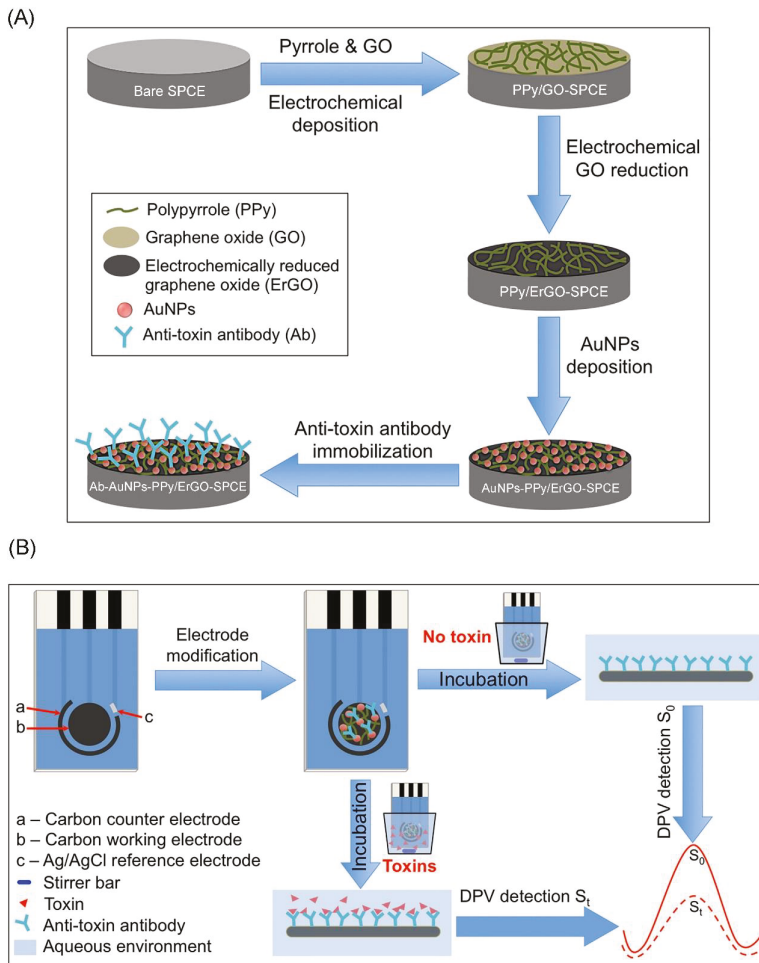 (A)
Pyrrole & GO
Bare SPCE
PPy/GO-SPCE
Electrochemical
deposition
Electrochemical
GO reduction
Polypyrrole (PPy)
Graphene oxide (GO)
Electrochemically reduced
graphene oxide (ErGO)
AuNPs
Anti-toxin antibody (Ab)
PPy/ErGO-SPCE
AuNPs
deposition
Anti-toxin antibody
immobilization
Ab-AuNPs-PPy/ErGO-SPCE
AuNPs-PPy/ErGO-SPCE
(B)
Electrode
modification
No toxin
Incubation
a
b
c
DPV detection S₀
Incubation
Toxins
a – Carbon counter electrode
b – Carbon working electrode
c – Ag/AgCl reference electrode
Stirrer bar
Toxin
Anti-toxin antibody
Aqueous environment
DPV detection Sₜ
S₀
Sₜ